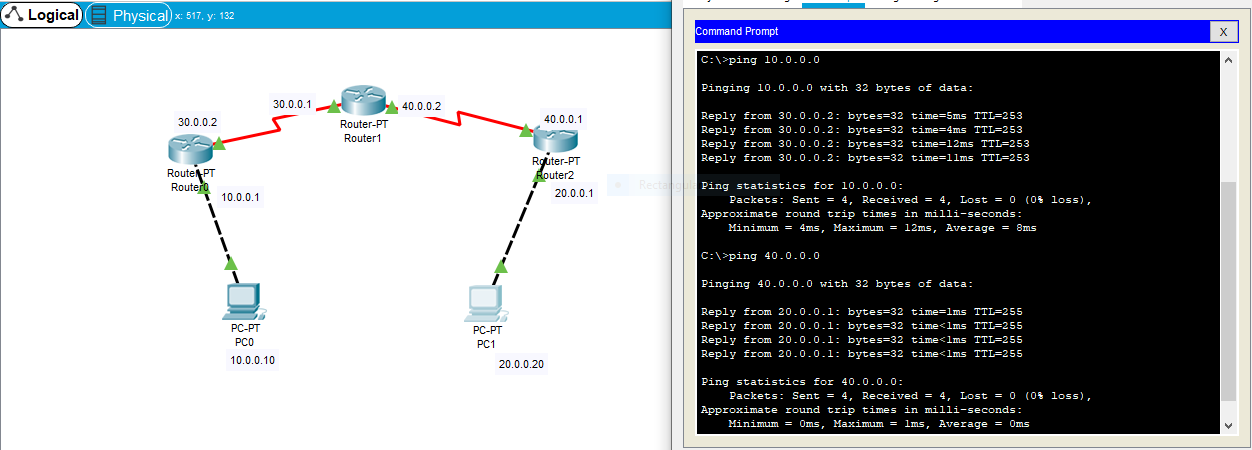 Logical
Physical
x: 517, y: 132
30.0.0.1
40.0.0.2
Router-PT
Router1
30.0.0.2
Router-PT
Router0
10.0.0.1
40.0.0.1
Router-PT
Router2
20.0.0.1
PC-PT
PC0
10.0.0.10
PC-PT
PC1
20.0.0.20
Command Prompt
X
C:\>ping 10.0.0.0
Pinging 10.0.0.0 with 32 bytes of data:
Reply from 30.0.0.2: bytes=32 time=5ms TTL=253
Reply from 30.0.0.2: bytes=32 time=4ms TTL=253
Reply from 30.0.0.2: bytes=32 time=12ms TTL=253
Reply from 30.0.0.2: bytes=32 time=11ms TTL=253
Ping statistics for 10.0.0.0:
Packets: Sent = 4, Received = 4, Lost = 0 (0% loss),
Approximate round trip times in milli-seconds:
Minimum = 4ms, Maximum = 12ms, Average = 8ms
C:\>ping 40.0.0.0
Pinging 40.0.0.0 with 32 bytes of data:
Reply from 20.0.0.1: bytes=32 time=1ms TTL=255
Reply from 20.0.0.1: bytes=32 time<1ms TTL=255
Reply from 20.0.0.1: bytes=32 time<1ms TTL=255
Reply from 20.0.0.1: bytes=32 time<1ms TTL=255
Ping statistics for 40.0.0.0:
Packets: Sent = 4, Received = 4, Lost = 0 (0% loss),
Approximate round trip times in milli-seconds:
Minimum = 0ms, Maximum = 1ms, Average = 0ms